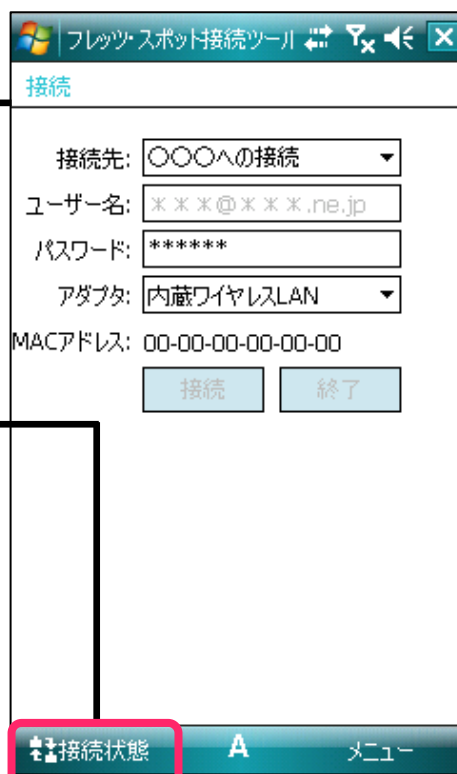 フレッツ・スポット接続ツール
接続
接続先: 〇〇〇への接続
ユーザー名: ＊＊＊@＊＊＊.ne.jp
パスワード: ******
アダプタ: 内蔵ワイヤレスLAN
MACアドレス: 00-00-00-00-00-00
接続 終了
接続状態 A メニュー